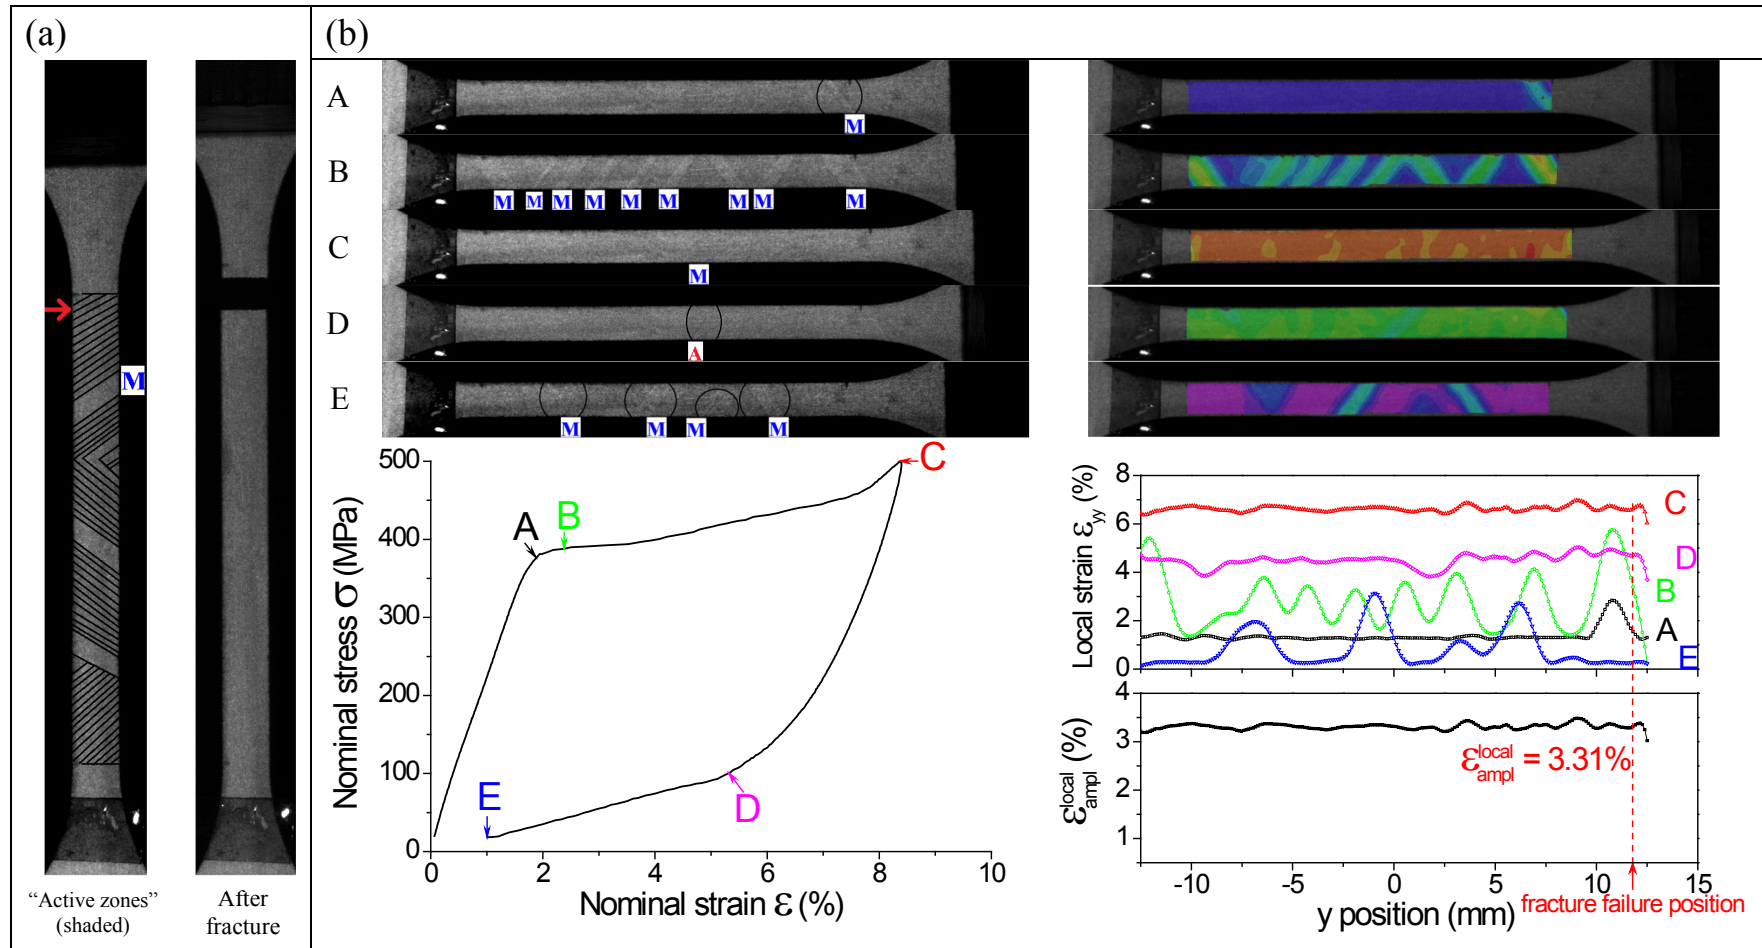 (a)
(b)
A
M
B
M M M M M M M M M
C
M
D
A
E
M M M M
M
“Active zones”
(shaded)
After
fracture
500
400
300
200
100
0
0 2 4 6 8 10
Nominal stress σ (MPa)
Nominal strain ε (%)
A
B
C
D
E
8
6
4
2
0
Local strain ε_yy (%)
C
D
B
A
E
4
3
2
1
ε_ampl^local (%)
ε_ampl^local = 3.31%
-10 -5 0 5 10 15
y position (mm)
fracture failure position